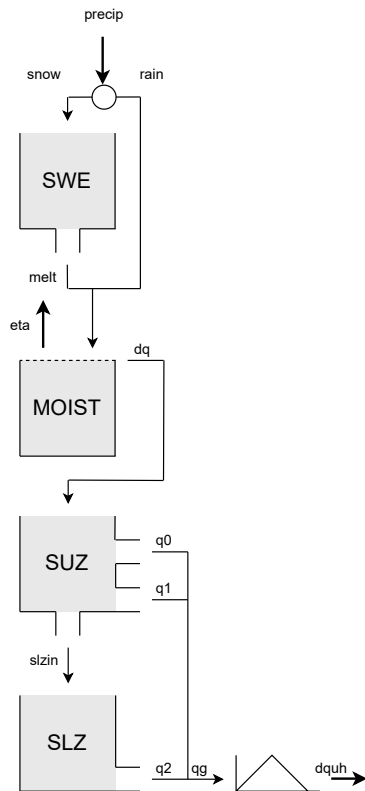 precip
snow
rain
SWE
melt
eta
dq
MOIST
q0
SUZ
q1
slzin
SLZ
q2
qg
dquh